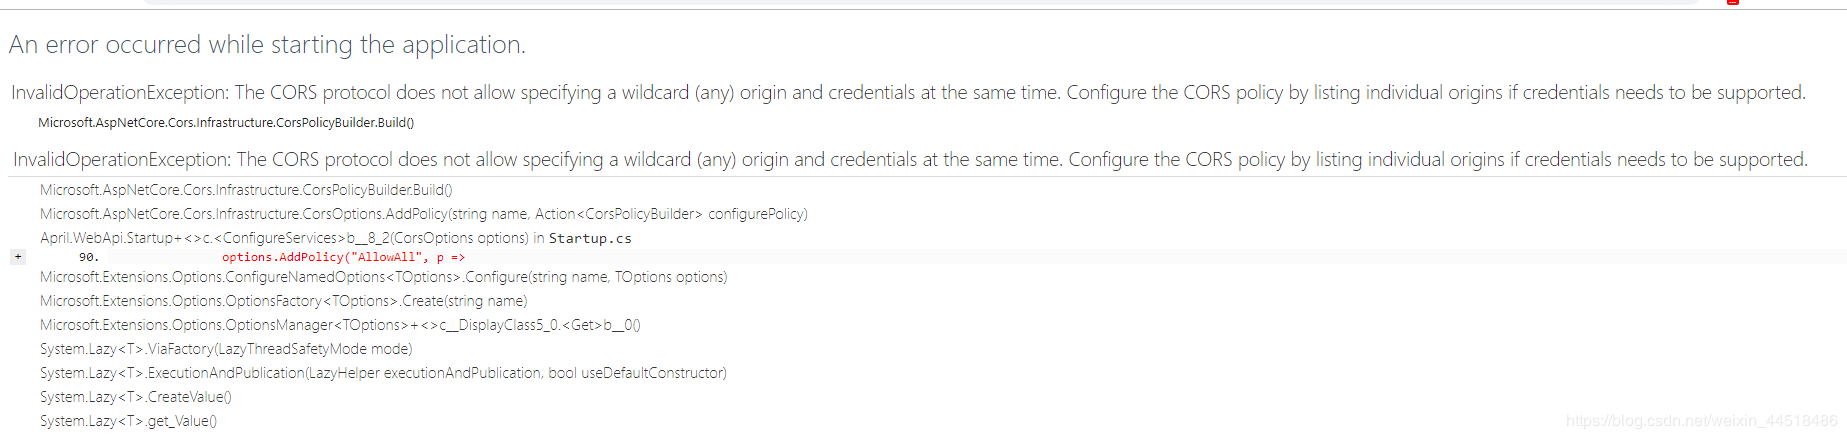 An error occurred while starting the application.
InvalidOperationException: The CORS protocol does not allow specifying a wildcard (any) origin and credentials at the same time. Configure the CORS policy by listing individual origins if credentials needs to be supported.
Microsoft.AspNetCore.Cors.Infrastructure.CorsPolicyBuilder.Build()
InvalidOperationException: The CORS protocol does not allow specifying a wildcard (any) origin and credentials at the same time. Configure the CORS policy by listing individual origins if credentials needs to be supported.
Microsoft.AspNetCore.Cors.Infrastructure.CorsPolicyBuilder.Build()
Microsoft.AspNetCore.Cors.Infrastructure.CorsOptions.AddPolicy(string name, Action<CorsPolicyBuilder> configurePolicy)
April.WebApi.Startup+<>c.<ConfigureServices>b__8_2(CorsOptions options) in Startup.cs
+ 90. options.AddPolicy("AllowAll", p =>
Microsoft.Extensions.Options.ConfigureNamedOptions<TOptions>.Configure(string name, TOptions options)
Microsoft.Extensions.Options.OptionsFactory<TOptions>.Create(string name)
Microsoft.Extensions.Options.OptionsManager<TOptions>+<>c__DisplayClass5_0.<Get>b__0()
System.Lazy<T>.ViaFactory(LazyThreadSafetyMode mode)
System.Lazy<T>.ExecutionAndPublication(LazyHelper executionAndPublication, bool useDefaultConstructor)
System.Lazy<T>.CreateValue()
System.Lazy<T>.get_Value()
https://blog.csdn.net/weixin_44518486